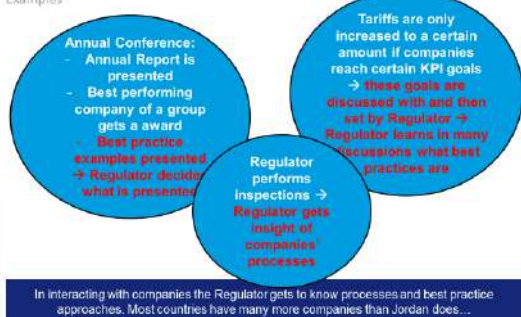 Examples
Annual Conference:
- Annual Report is
presented
- Best performing
company of a group
gets a award
- Best practice
examples presented
→ Regulator decides
what is presented
Tariffs are only
increased to a certain
amount if companies
reach certain KPI goals
→ these goals are
discussed with and then
set by Regulator →
Regulator learns in many
discussions what best
practices are
Regulator
performs
inspections →
Regulator gets
insight of
companies'
processes
In interacting with companies the Regulator gets to know processes and best practice
approaches. Most countries have many more companies than Jordan does…